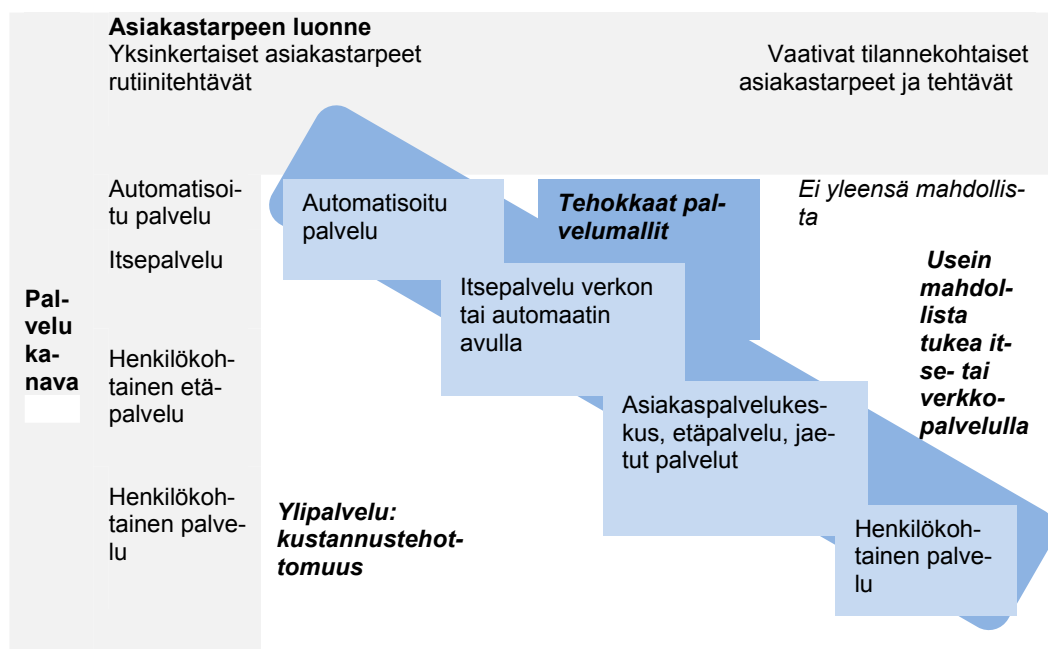 Asiakastarpeen luonne
Yksinkertaiset asiakastarpeet
rutiinitehtävät
Vaativat tilannekohtaiset
asiakastarpeet ja tehtävät
Pal-
velu
ka-
nava
Automatisoi-
tu palvelu
Itsepalvelu
Henkilökoh-
tainen etä-
palvelu
Henkilökoh-
tainen palve-
lu
Automatisoitu
palvelu
Tehokkaat pal-
velumallit
Ei yleensä mahdollis-
ta
Itsepalvelu verkon
tai automaatin
avulla
Usein
mahdol-
lista
tukea it-
se- tai
verkko-
palvelulla
Asiakaspalvelukes-
kus, etäpalvelu, jae-
tut palvelut
Ylipalvelu:
kustannustehot-
tomuus
Henkilökoh-
tainen palve-
lu